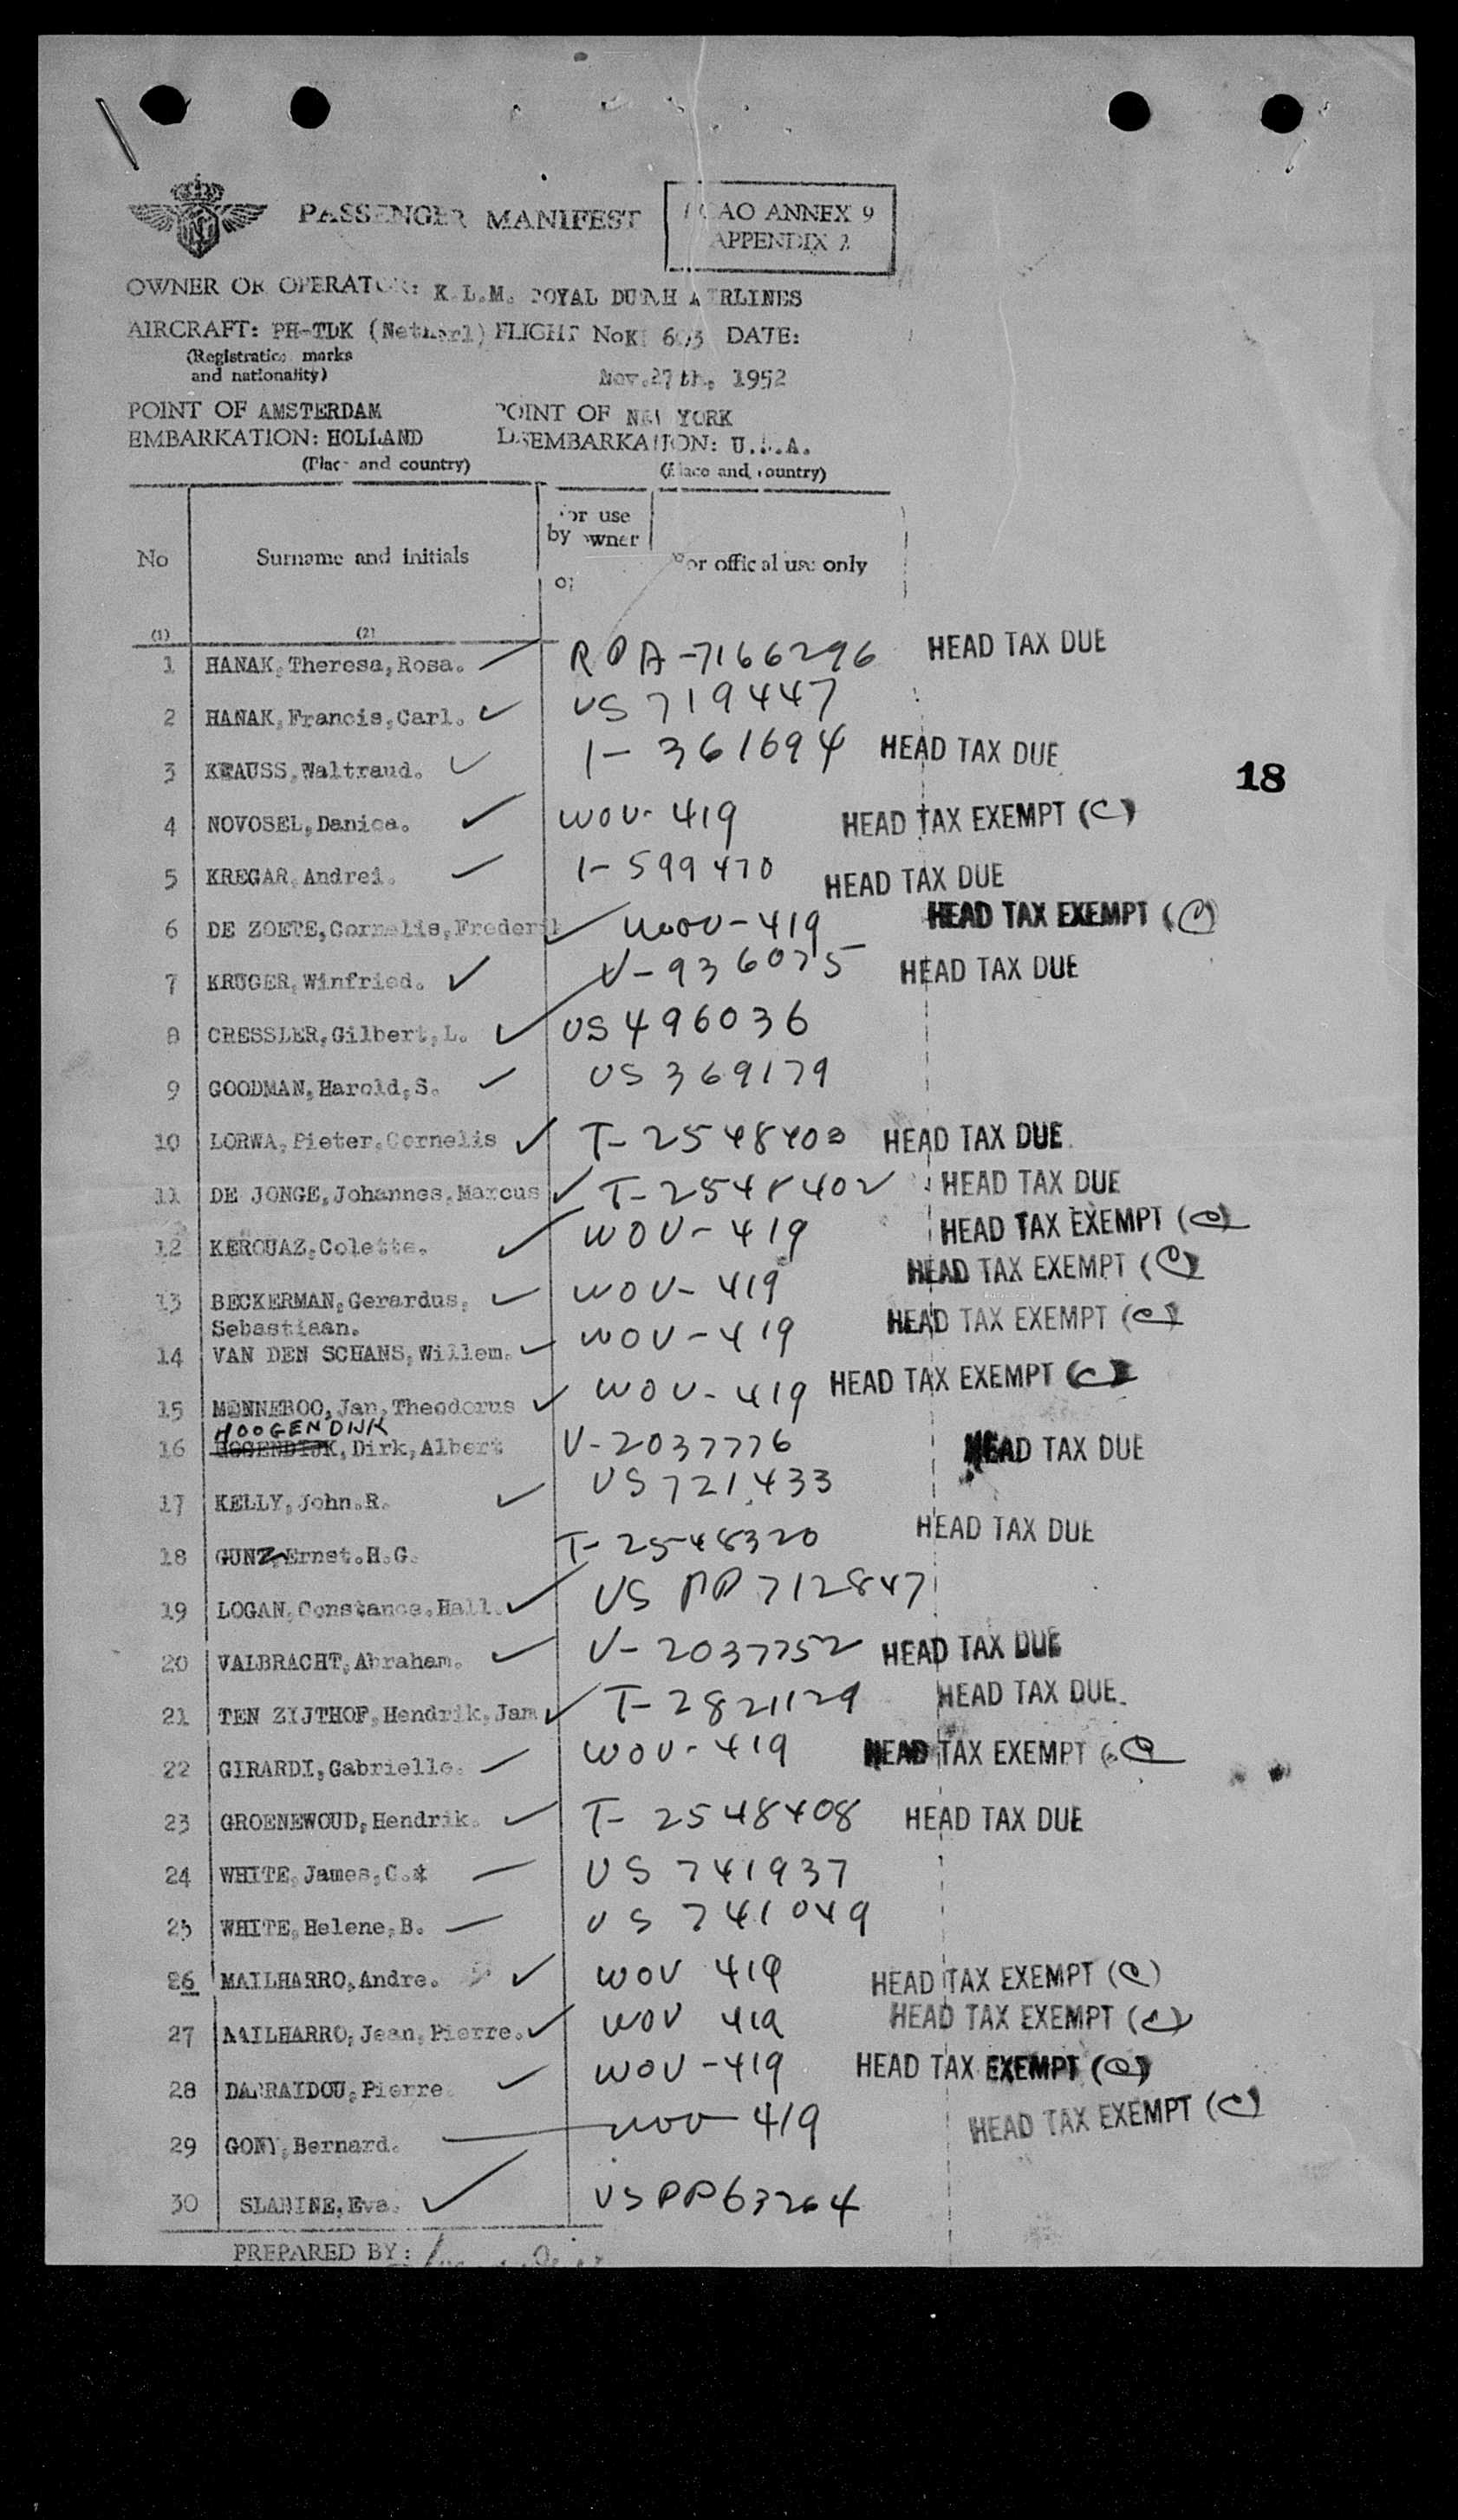 PASSENGER MANIFEST
ICAO ANNEX 9
APPENDIX 2
OWNER OR OPERATOR: K.L.M. ROYAL DUTCH AIRLINES
AIRCRAFT: PH-TDK (Netherl) FLIGHT No KL 603 DATE:
(Registration marks
and nationality)
Nov. 27th, 1952
POINT OF AMSTERDAM POINT OF NEW YORK
EMBARKATION: HOLLAND DISEMBARKATION: U.S.A.
(Place and country) (Place and country)
No Surname and initials For use by owner or For official use only
(1) (2)
1 HANAK, Theresa, Rosa. RPA-7166296 HEAD TAX DUE
2 HANAK, Francis, Carl. US 719447
3 KRAUSS, Waltraud. I-361694 HEAD TAX DUE
18
4 NOVOSEL, Danica. WOV-419 HEAD TAX EXEMPT (C)
5 KREGAR, Andrei. I-599470 HEAD TAX DUE
6 DE ZOETE, Cornelis, Frederik WOV-419 HEAD TAX EXEMPT (C)
7 KRUGER, Winfried. V-936075 HEAD TAX DUE
8 CRESSLER, Gilbert, L. US 496036
9 GOODMAN, Harold, S. US 369179
10 LORWA, Pieter, Cornelis T-2548403 HEAD TAX DUE
11 DE JONGE, Johannes, Marcus T-2548402 HEAD TAX DUE
12 KEROUAZ, Colette. WOV-419 HEAD TAX EXEMPT (C)
13 BECKERMAN, Gerardus, WOV-419 HEAD TAX EXEMPT (C)
Sebastiaan.
14 VAN DEN SCHANS, Willem. WOV-419 HEAD TAX EXEMPT (C)
15 MENNEBOO, Jan, Theodorus WOV-419 HEAD TAX EXEMPT (C)
HOOGENDIJK
16 HOGENDIJK, Dirk, Albert V-2037776 HEAD TAX DUE
17 KELLY, John. R. US 721433
18 GUNZ, Ernst. H.G. T-2548320 HEAD TAX DUE
19 LOGAN, Constance. Hall. US PP 712847
20 VALBRACHT, Abraham. V-2037752 HEAD TAX DUE
21 TEN ZIJTHOF, Hendrik, Jam T-2821129 HEAD TAX DUE
22 GIRARDI, Gabrielle. WOV-419 HEAD TAX EXEMPT (C)
23 GROENEWOUD, Hendrik. T-2548408 HEAD TAX DUE
24 WHITE, James, C. US 741937
25 WHITE, Helene, B. US 741049
26 MAILHARRO, Andre. WOV 419 HEAD TAX EXEMPT (C)
27 MAILHARRO, Jean, Pierre. WOV 419 HEAD TAX EXEMPT (C)
28 DARRAIDOU, Pierre. WOV-419 HEAD TAX EXEMPT (C)
29 GONY, Bernard. WOV-419 HEAD TAX EXEMPT (C)
30 SLADINE, Eva. US PP 63264
PREPARED BY: